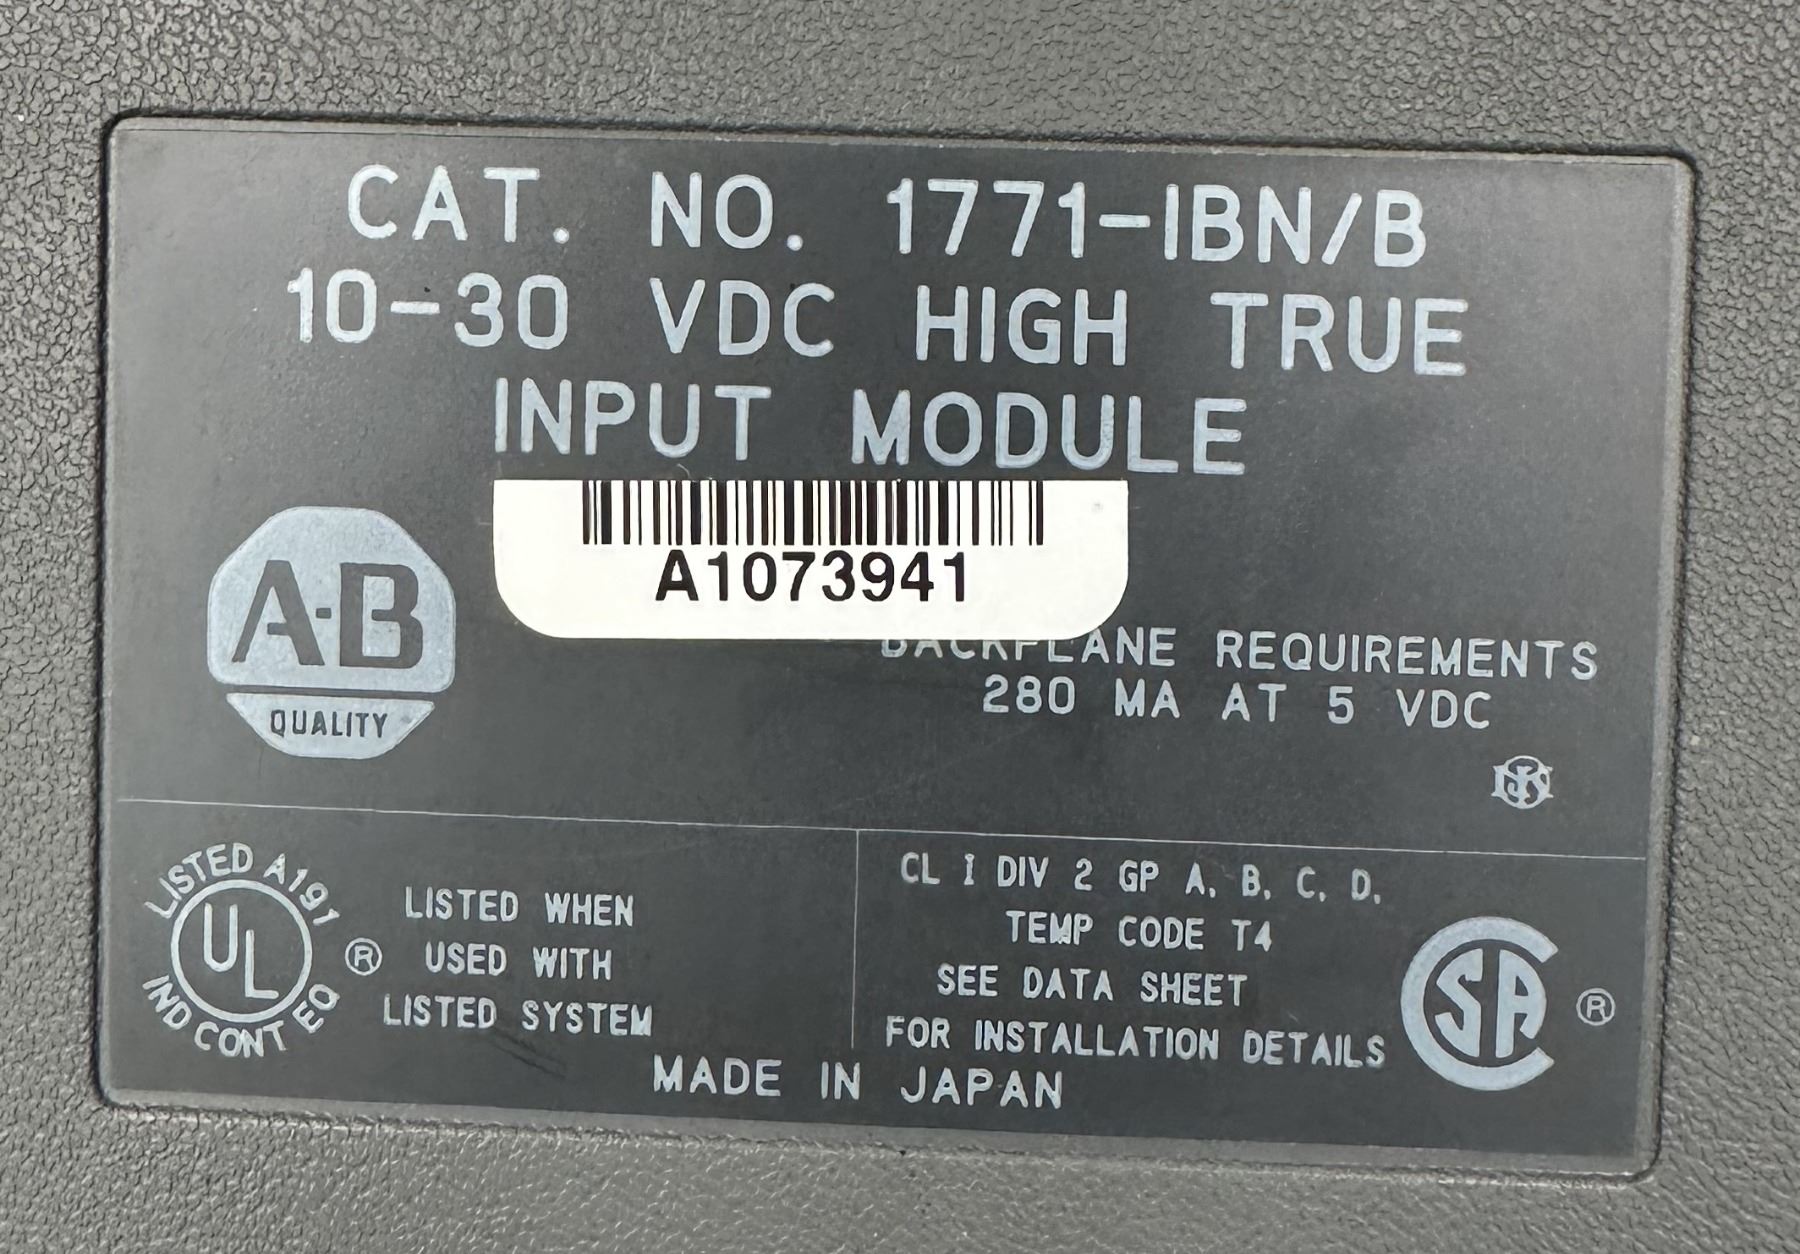 CAT. NO. 1771-IBN/B
10-30 VDC HIGH TRUE
INPUT MODULE
A1073941
A-B
QUALITY
BACKPLANE REQUIREMENTS
280 MA AT 5 VDC
LISTED A191
UL
IND CONT EQ
®
LISTED WHEN
USED WITH
LISTED SYSTEM
CL I DIV 2 GP A, B, C, D,
TEMP CODE T4
SEE DATA SHEET
FOR INSTALLATION DETAILS
SA
®
MADE IN JAPAN